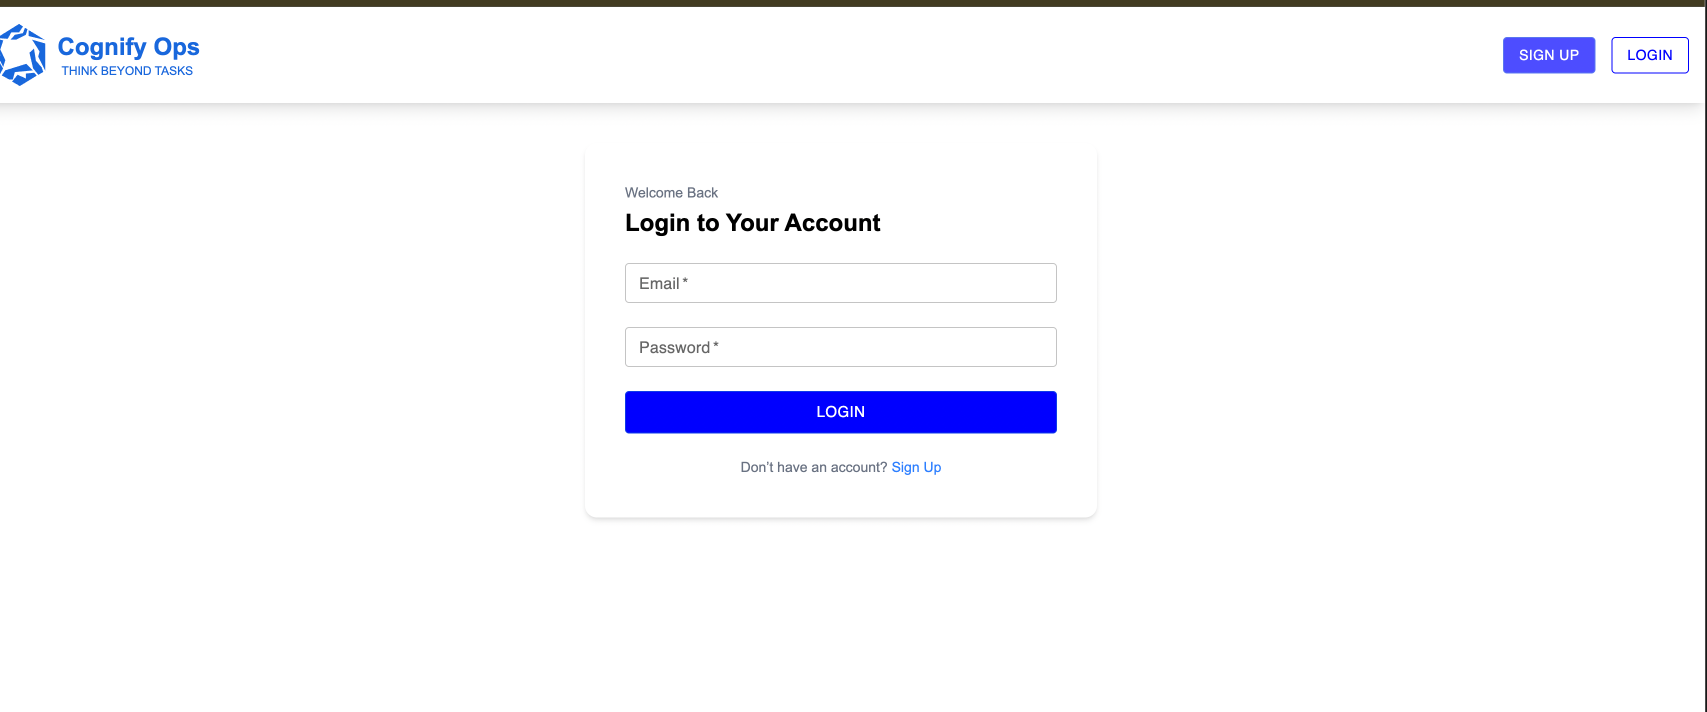 Cognify Ops
THINK BEYOND TASKS
SIGN UP
LOGIN
Welcome Back
Login to Your Account
Email *
Password *
LOGIN
Don't have an account? Sign Up